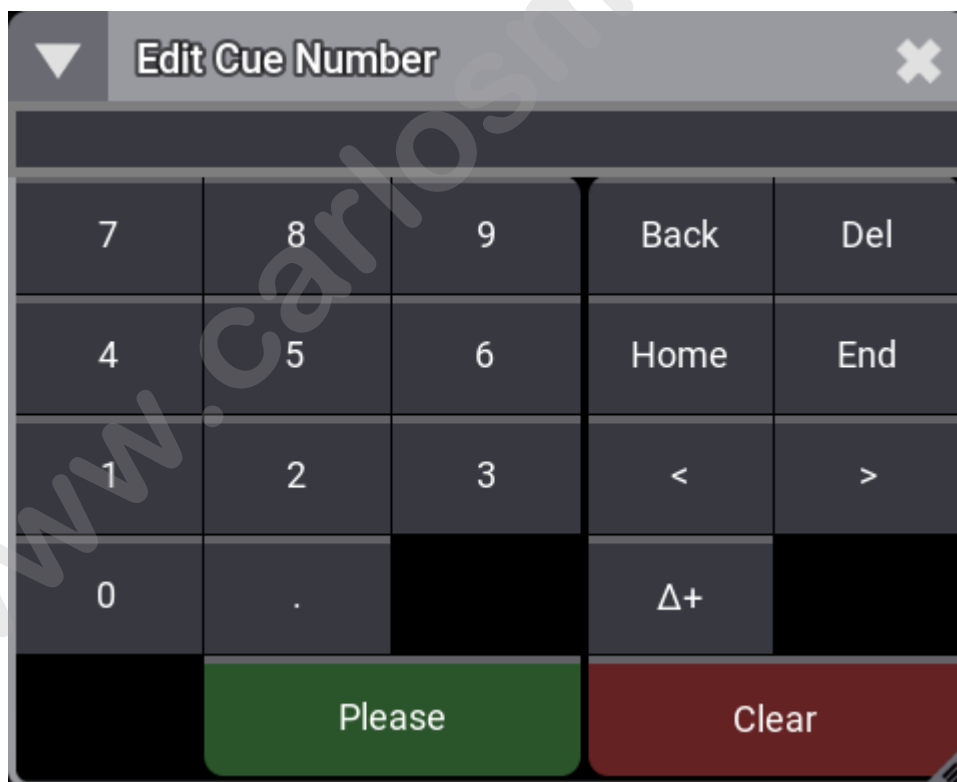 Edit Cue Number
7 8 9 Back Del
4 5 6 Home End
1 2 3 < >
0 . Δ+
Please Clear
www.carlosm